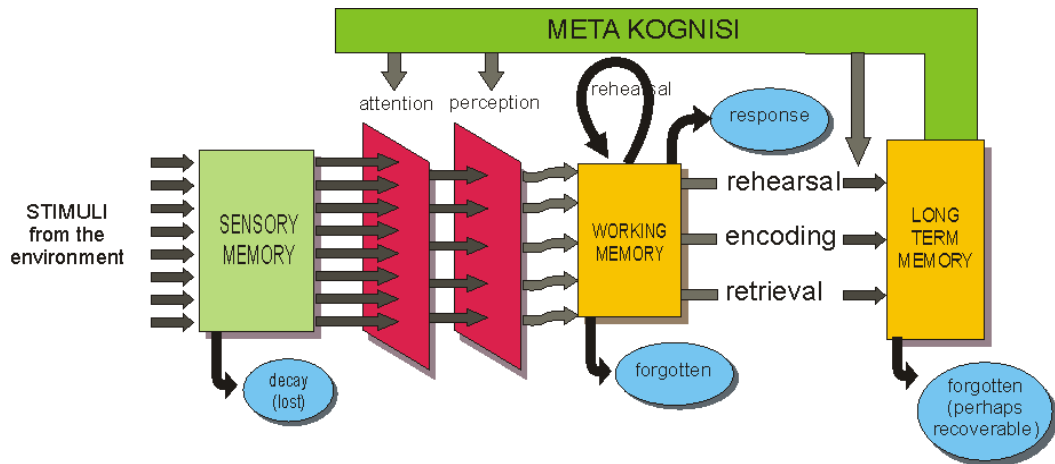 META KOGNISI
attention
perception
rehearsal
response
STIMULI
from the
environment
SENSORY
MEMORY
WORKING
MEMORY
rehearsal
encoding
retrieval
LONG
TERM
MEMORY
decay
(lost)
forgotten
forgotten
(perhaps
recoverable)